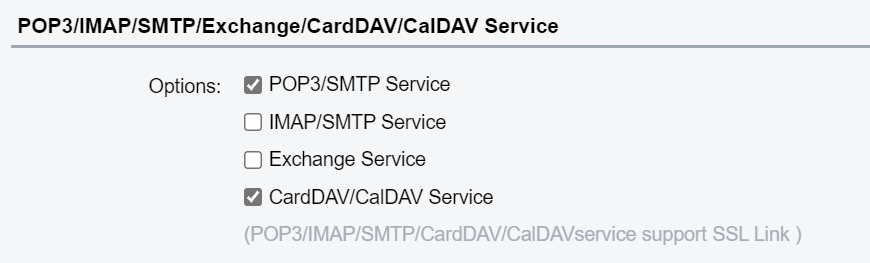 POP3/IMAP/SMTP/Exchange/CardDAV/CalDAV Service
Options: POP3/SMTP Service
IMAP/SMTP Service
Exchange Service
CardDAV/CalDAV Service
(POP3/IMAP/SMTP/CardDAV/CalDAVservice support SSL Link )